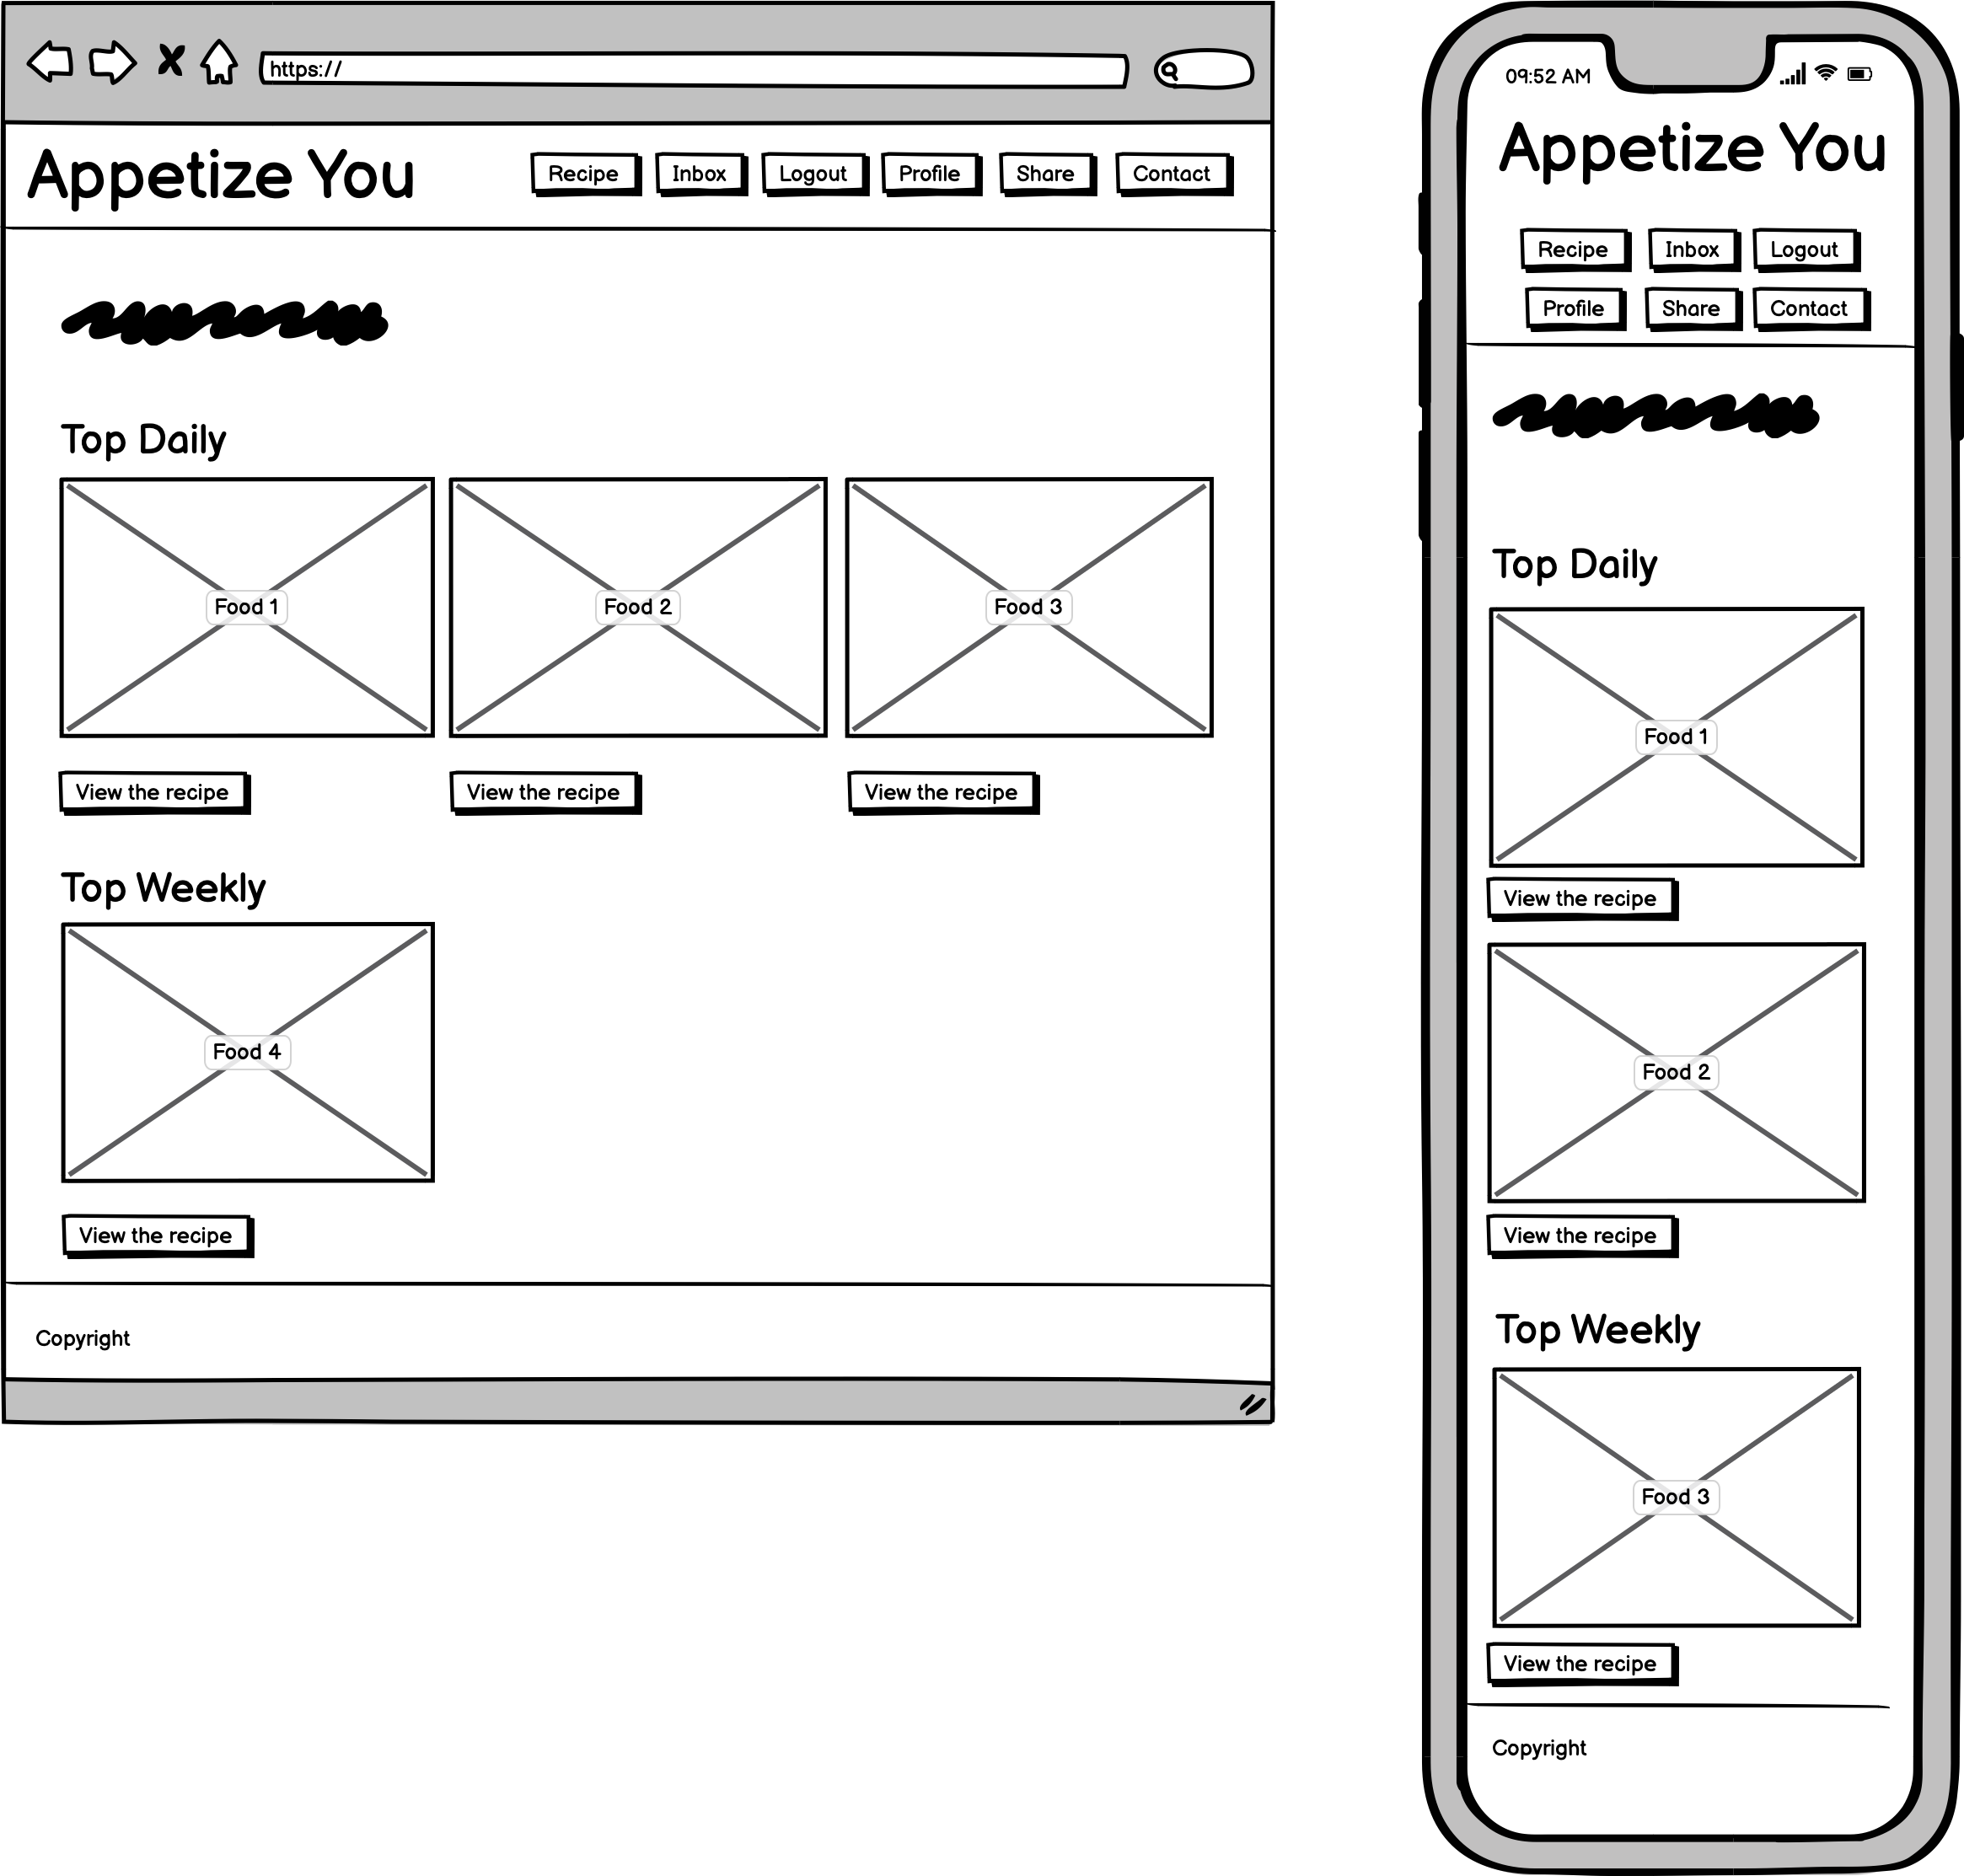 https://
Appetize You
Recipe Inbox Logout Profile Share Contact
Top Daily
Food 1 Food 2 Food 3
View the recipe View the recipe View the recipe
Top Weekly
Food 4
View the recipe
Copyright
09:52 AM
Appetize You
Recipe Inbox Logout
Profile Share Contact
Top Daily
Food 1
View the recipe
Food 2
View the recipe
Top Weekly
Food 3
View the recipe
Copyright